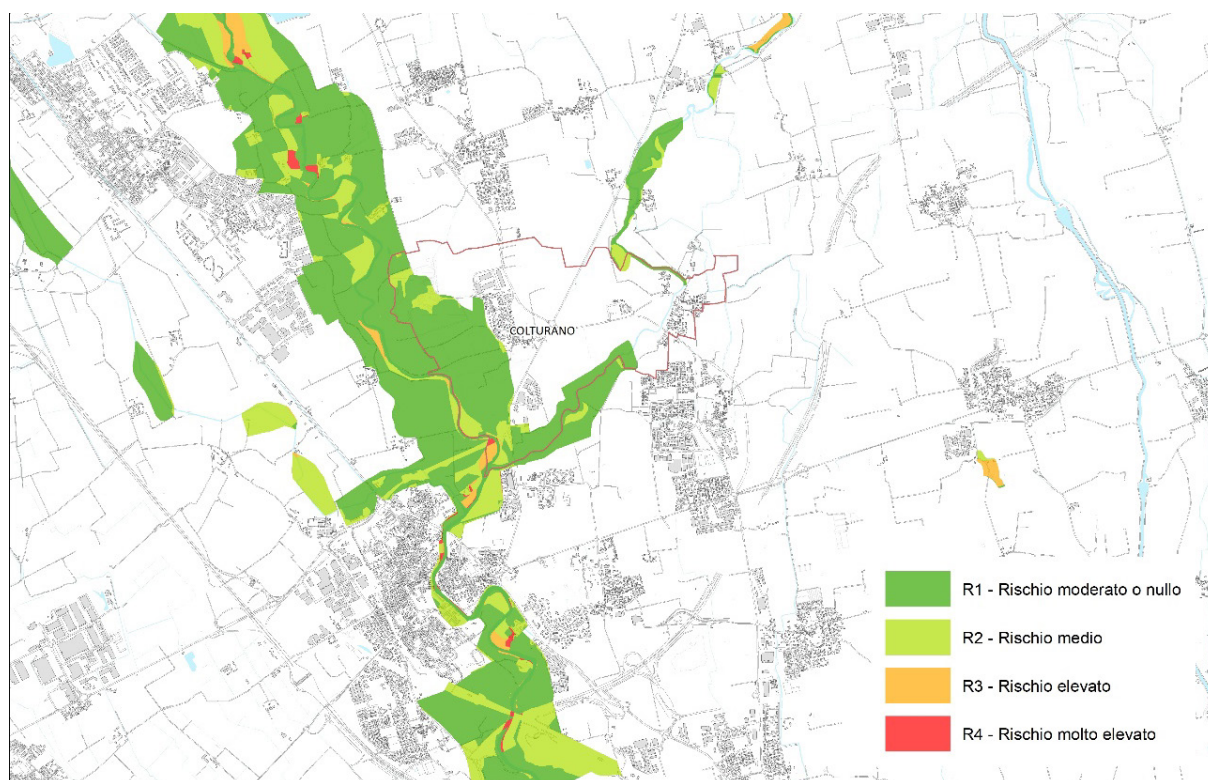 COLTURANO
R1 - Rischio moderato o nullo
R2 - Rischio medio
R3 - Rischio elevato
R4 - Rischio molto elevato